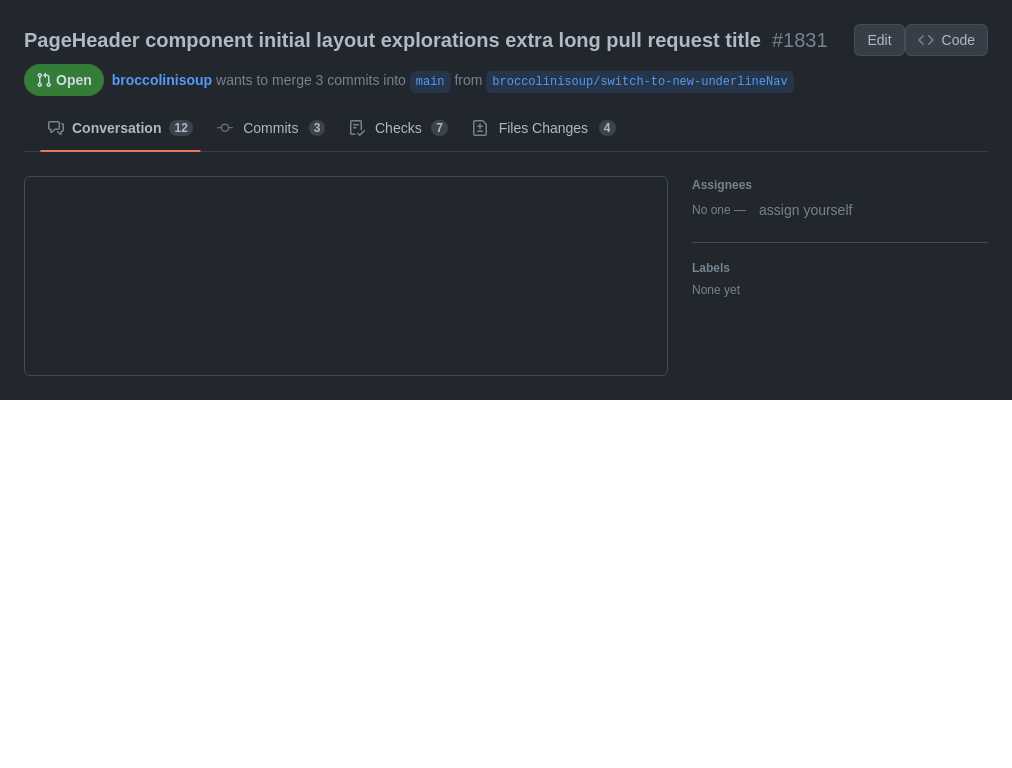 PageHeader component initial layout explorations extra long pull request title #1831
Edit
Code
Open
broccolinisoup wants to merge 3 commits into main from broccolinisoup/switch-to-new-underlineNav
Conversation 12
Commits 3
Checks 7
Files Changes 4
Assignees
No one — assign yourself
Labels
None yet